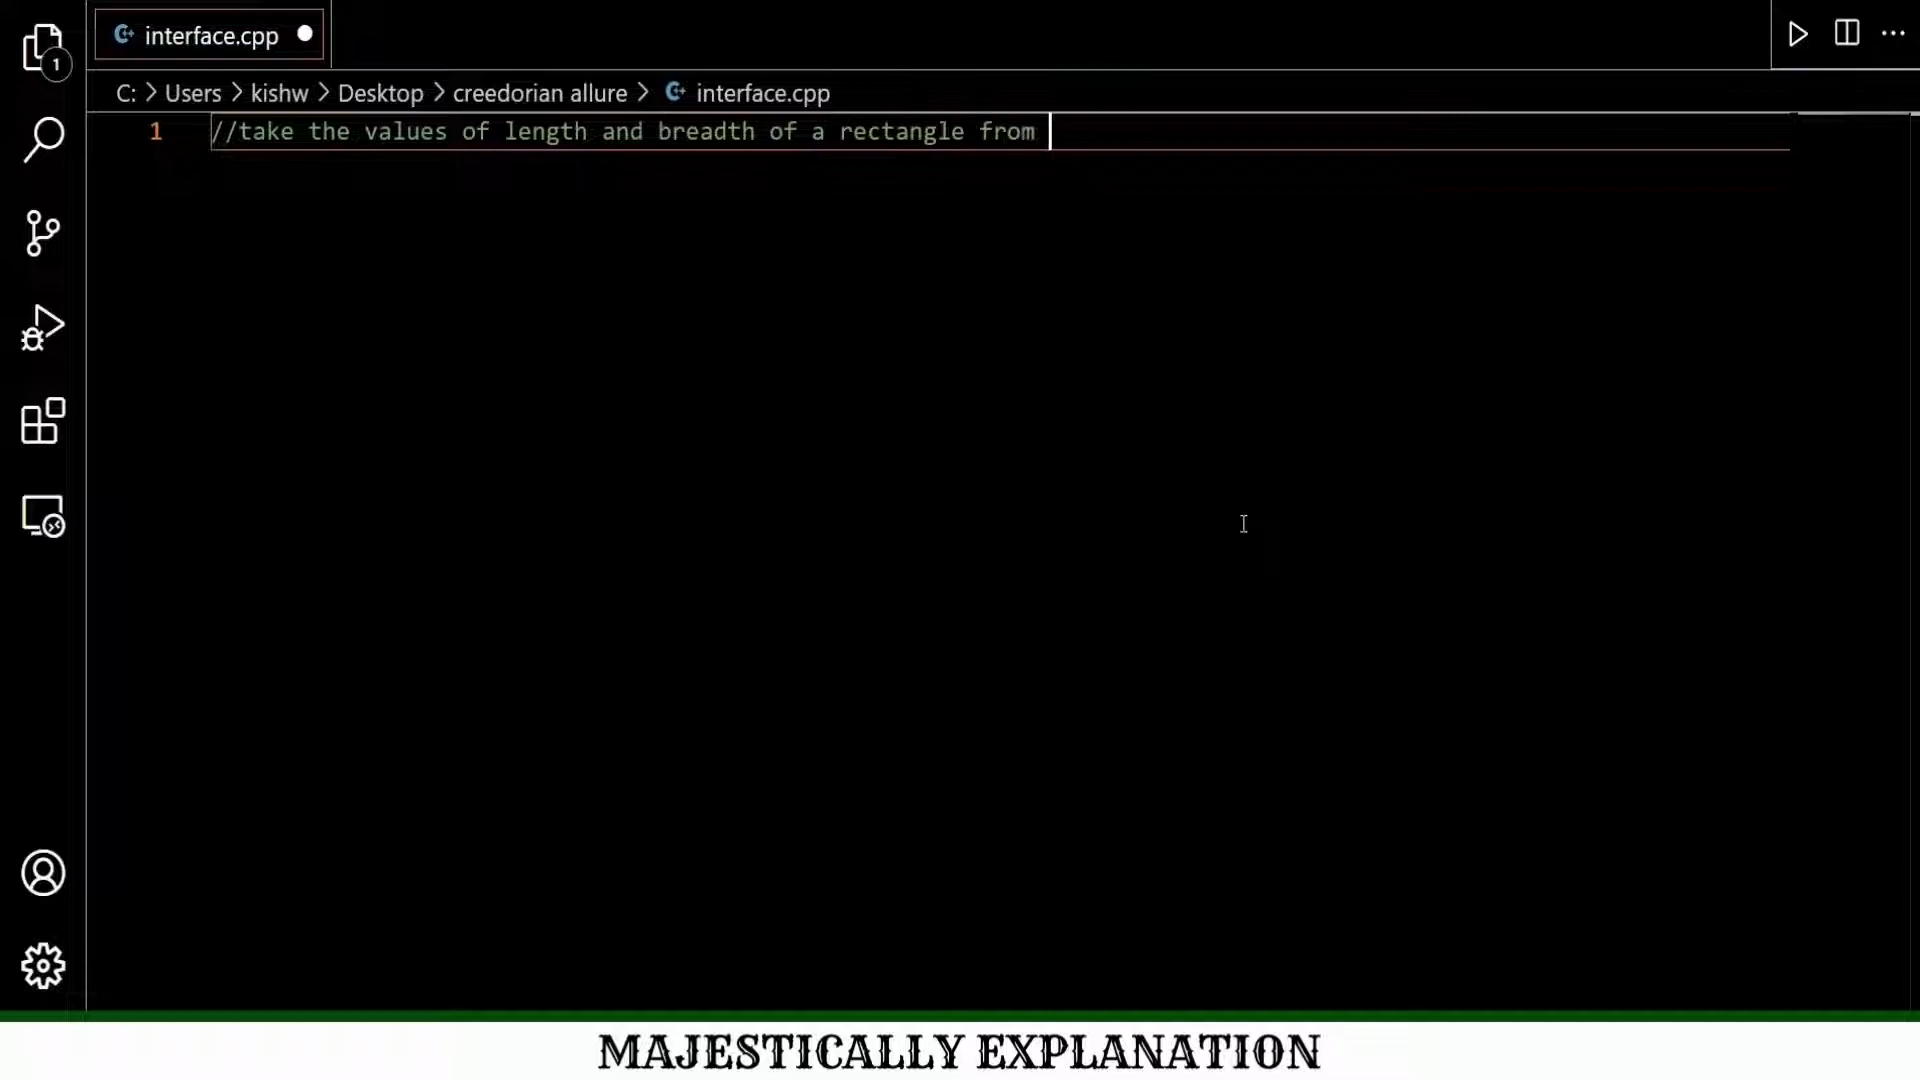 interface.cpp
1
C: > Users > kishw > Desktop > creedorian allure > interface.cpp
1 //take the values of length and breadth of a rectangle from
MAJESTICALLY EXPLANATION